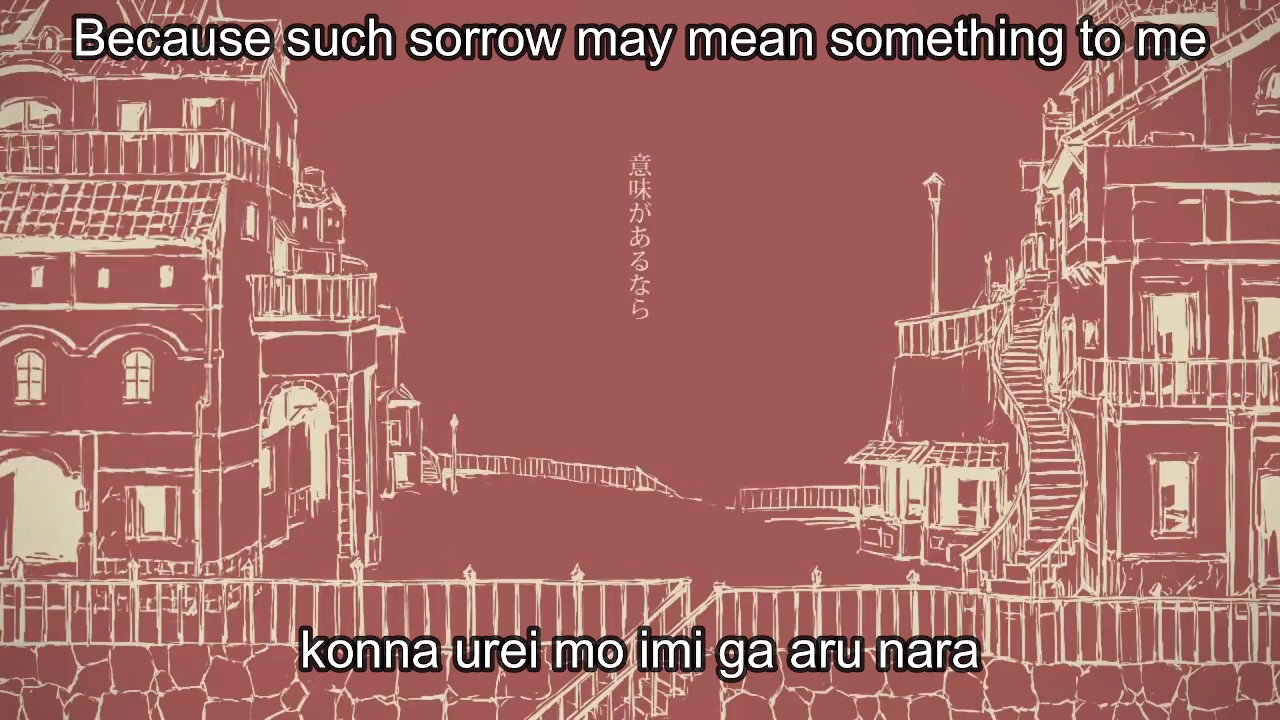 Because such sorrow may mean something to me
意味があるなら
konna urei mo imi ga aru nara